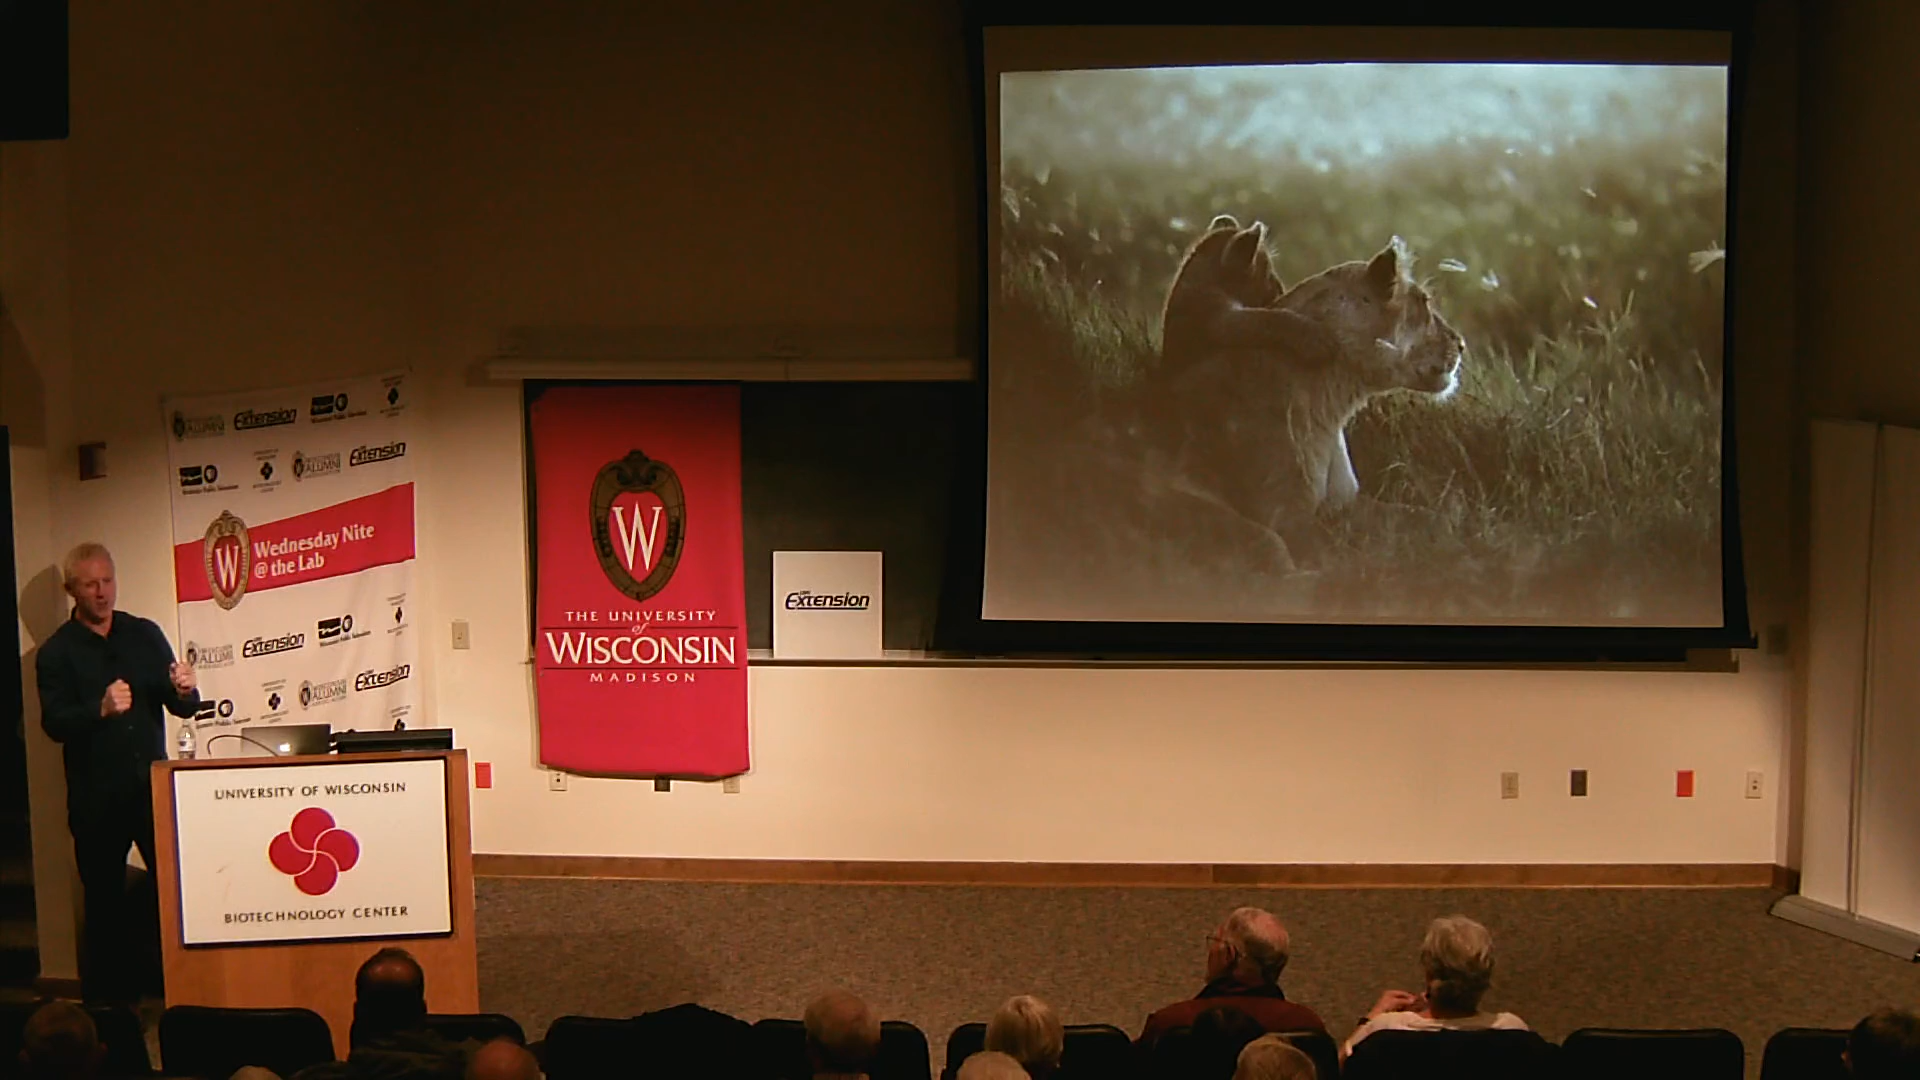 Extension
ALUMNI
Extension
Wednesday Nite
@ the Lab
ALUMNI
Extension
ALUMNI
Extension
W
W
THE UNIVERSITY
of
WISCONSIN
MADISON
Extension
UNIVERSITY OF WISCONSIN
BIOTECHNOLOGY CENTER